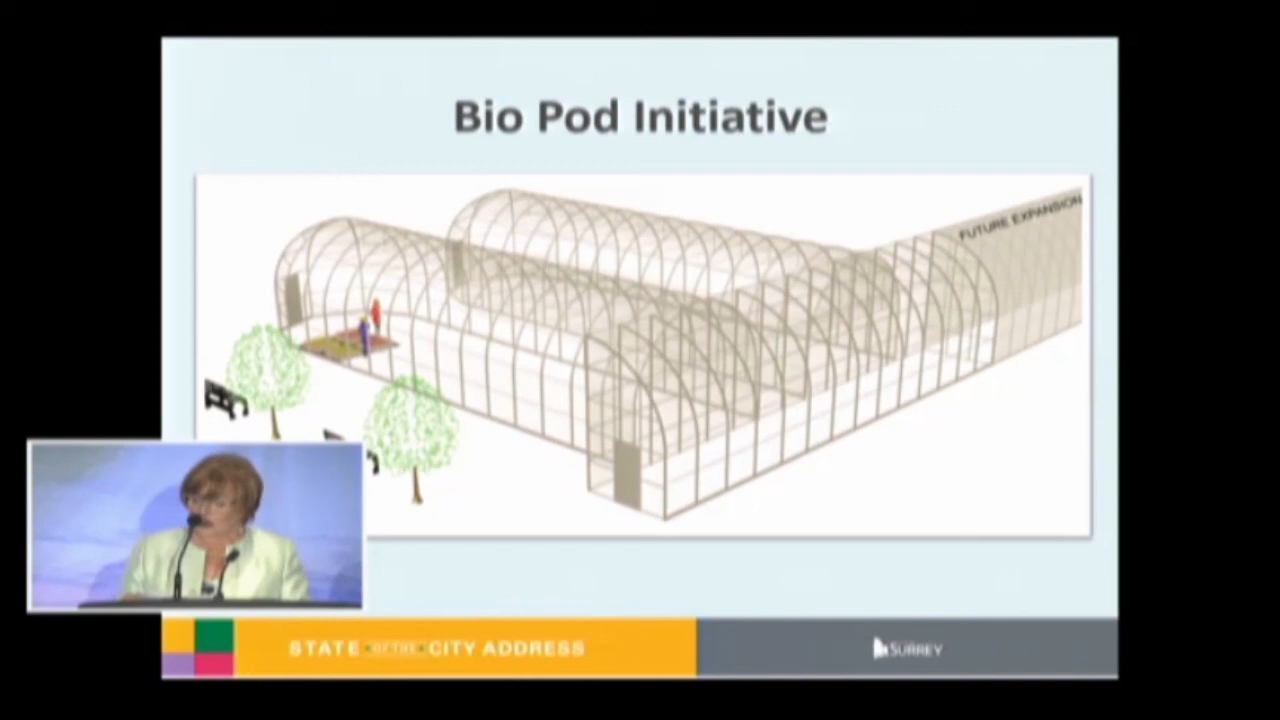 Bio Pod Initiative
FUTURE EXPANSION
STATE OF THE CITY ADDRESS
SURREY